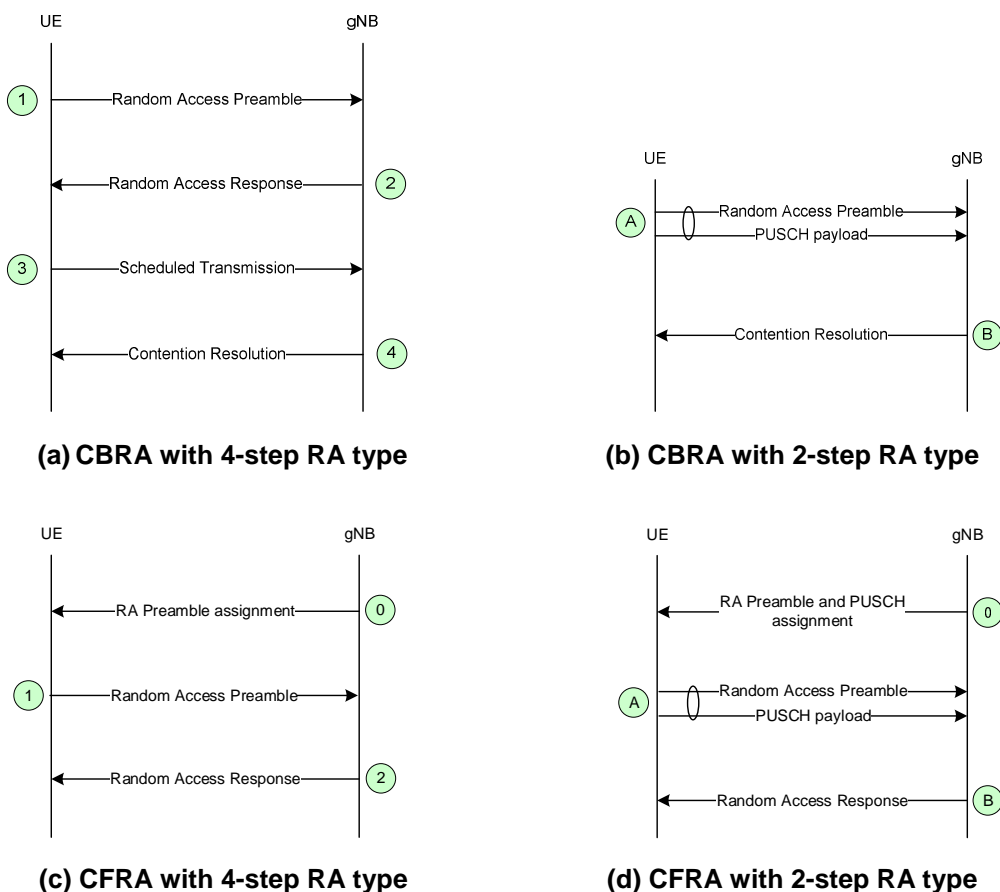 UE
gNB
1
Random Access Preamble
Random Access Response
2
3
Scheduled Transmission
Contention Resolution
4
(a) CBRA with 4-step RA type
UE
gNB
A
Random Access Preamble
PUSCH payload
Contention Resolution
B
(b) CBRA with 2-step RA type
UE
gNB
RA Preamble assignment
0
1
Random Access Preamble
Random Access Response
2
(c) CFRA with 4-step RA type
UE
gNB
RA Preamble and PUSCH
assignment
0
A
Random Access Preamble
PUSCH payload
Random Access Response
B
(d) CFRA with 2-step RA type